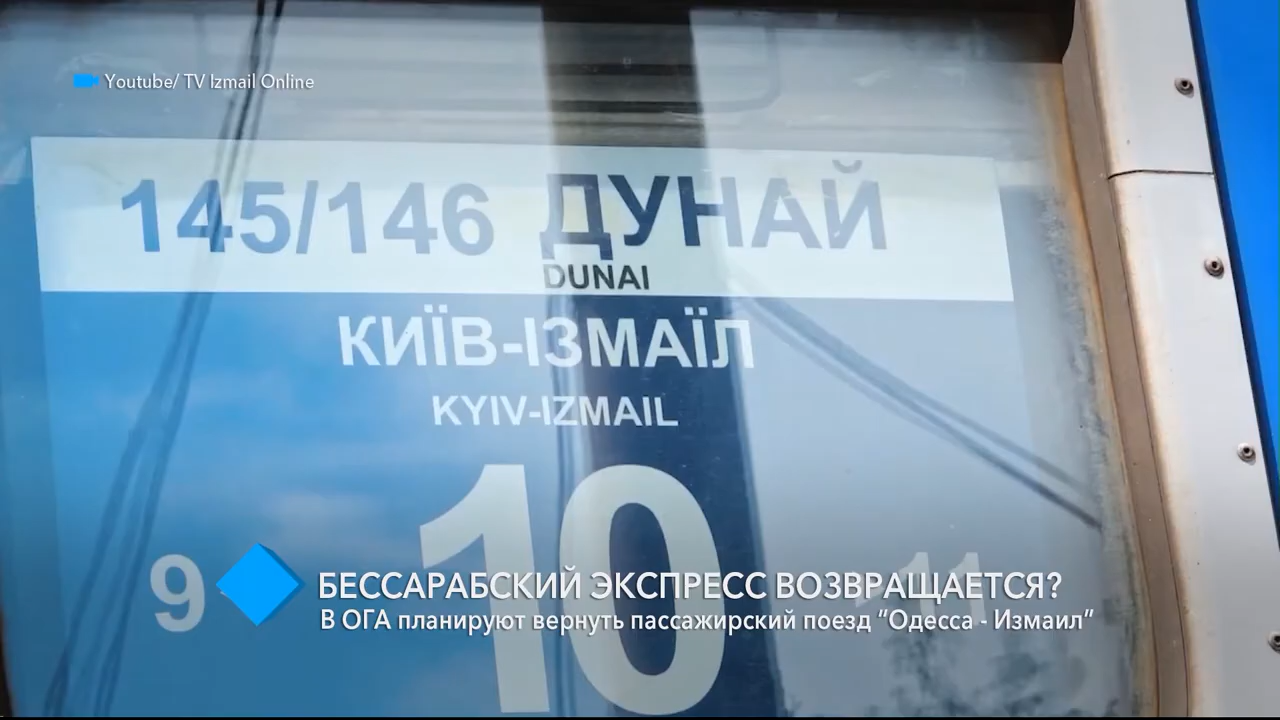 Youtube/ TV Izmail Online
145/146 ДУНАЙ
DUNAI
КИЇВ-ІЗМАЇЛ
KYIV-IZMAIL
9 10 11
БЕССАРАБСКИЙ ЭКСПРЕСС ВОЗВРАЩАЕТСЯ?
В ОГА планируют вернуть пассажирский поезд "Одесса - Измаил"